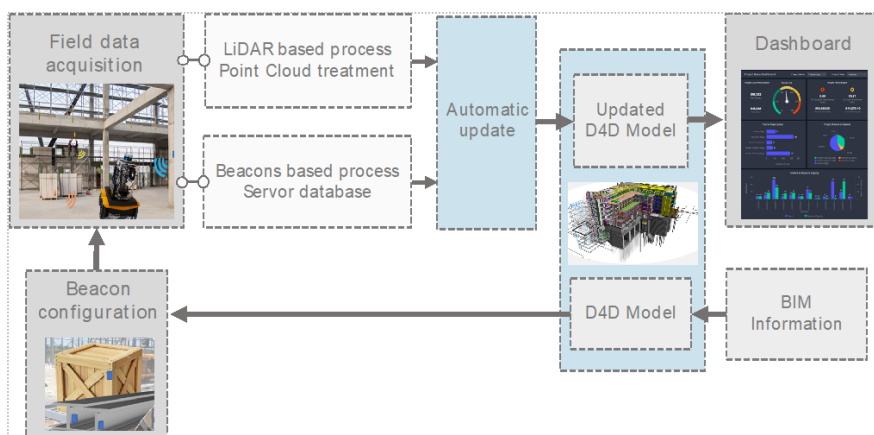 Field data
acquisition
LiDAR based process
Point Cloud treatment
Beacons based process
Servor database
Automatic
update
Updated
D4D Model
Dashboard
Beacon
configuration
D4D Model
BIM
Information